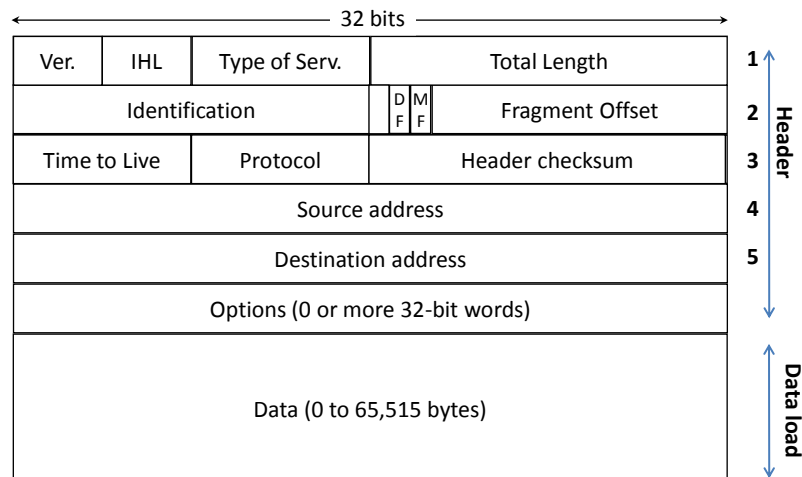 32 bits
Ver. IHL Type of Serv. Total Length 1
Identification DF MF Fragment Offset 2
Time to Live Protocol Header checksum 3
Source address 4
Destination address 5
Options (0 or more 32-bit words)
Header
Data (0 to 65,515 bytes)
Data load